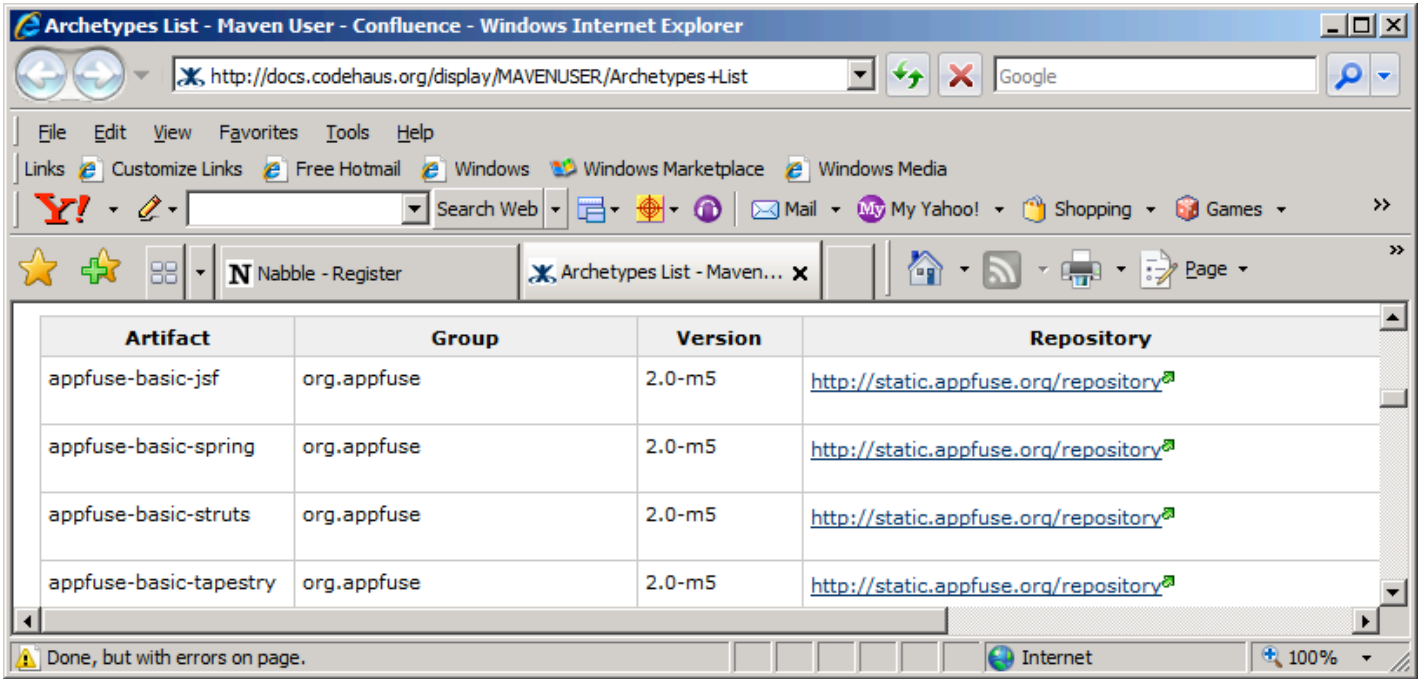 Archetypes List - Maven User - Confluence - Windows Internet Explorer
http://docs.codehaus.org/display/MAVENUSER/Archetypes+List Google
File Edit View Favorites Tools Help
Links Customize Links Free Hotmail Windows Windows Marketplace Windows Media
Y! Search Web Mail My My Yahoo! Shopping Games
N Nabble - Register Archetypes List - Maven... Page
Artifact Group Version Repository
appfuse-basic-jsf org.appfuse 2.0-m5 http://static.appfuse.org/repository
appfuse-basic-spring org.appfuse 2.0-m5 http://static.appfuse.org/repository
appfuse-basic-struts org.appfuse 2.0-m5 http://static.appfuse.org/repository
appfuse-basic-tapestry org.appfuse 2.0-m5 http://static.appfuse.org/repository
Done, but with errors on page. Internet 100%